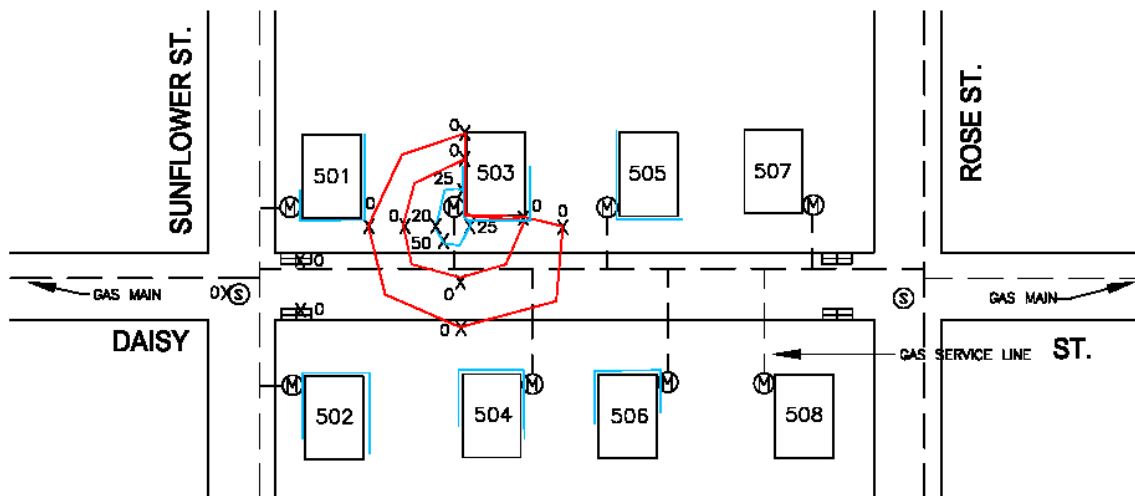 SUNFLOWER ST.
ROSE ST.
501
503
505
507
M
M
M
M
0
0
25
0
0
20
50
25
0
0
0
0
0
0
0X
S
S
GAS MAIN
GAS MAIN
DAISY
ST.
GAS SERVICE LINE
M
M
M
M
502
504
506
508